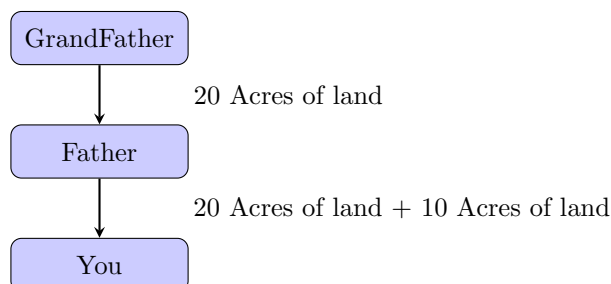 GrandFather
20 Acres of land
Father
20 Acres of land + 10 Acres of land
You